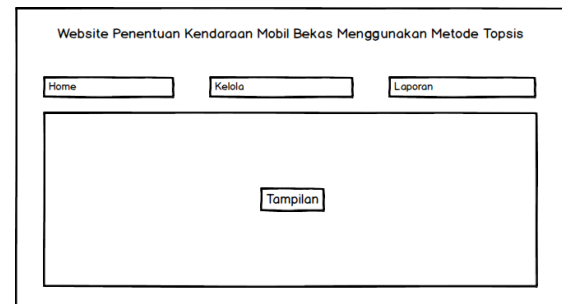 Website Penentuan Kendaraan Mobil Bekas Menggunakan Metode Topsis
Home
Kelola
Laporan
Tampilan